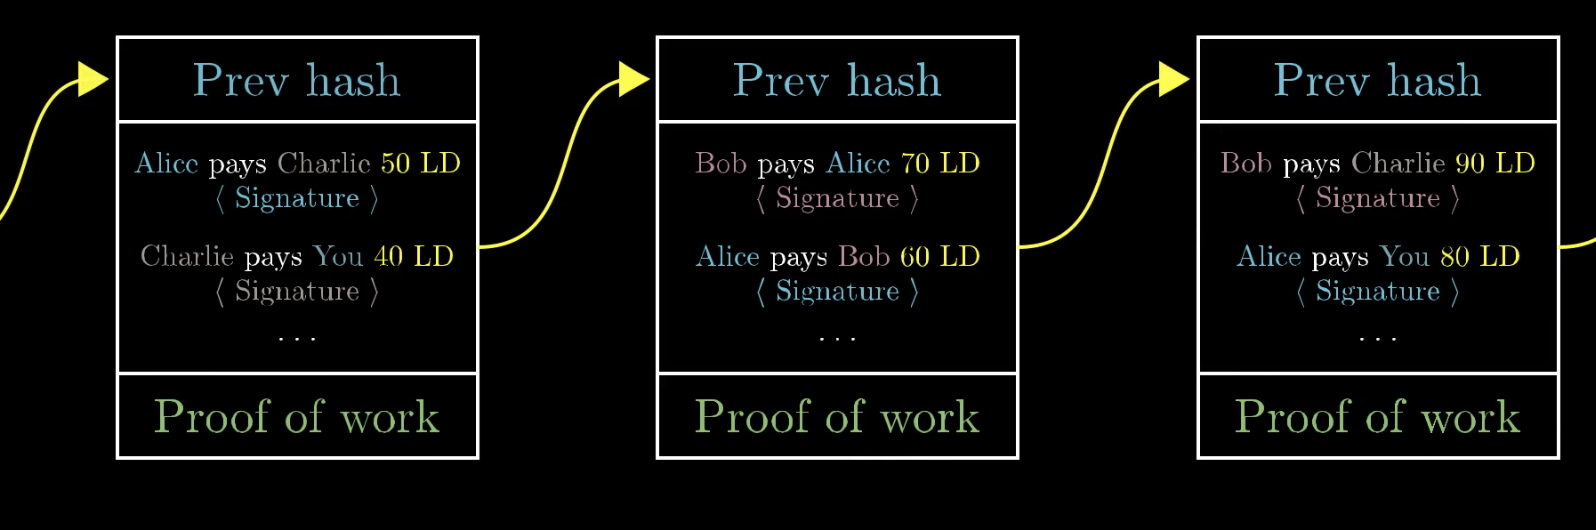 Prev hash
Alice pays Charlie 50 LD
⟨ Signature ⟩
Charlie pays You 40 LD
⟨ Signature ⟩
...
Proof of work
Prev hash
Bob pays Alice 70 LD
⟨ Signature ⟩
Alice pays Bob 60 LD
⟨ Signature ⟩
...
Proof of work
Prev hash
Bob pays Charlie 90 LD
⟨ Signature ⟩
Alice pays You 80 LD
⟨ Signature ⟩
...
Proof of work